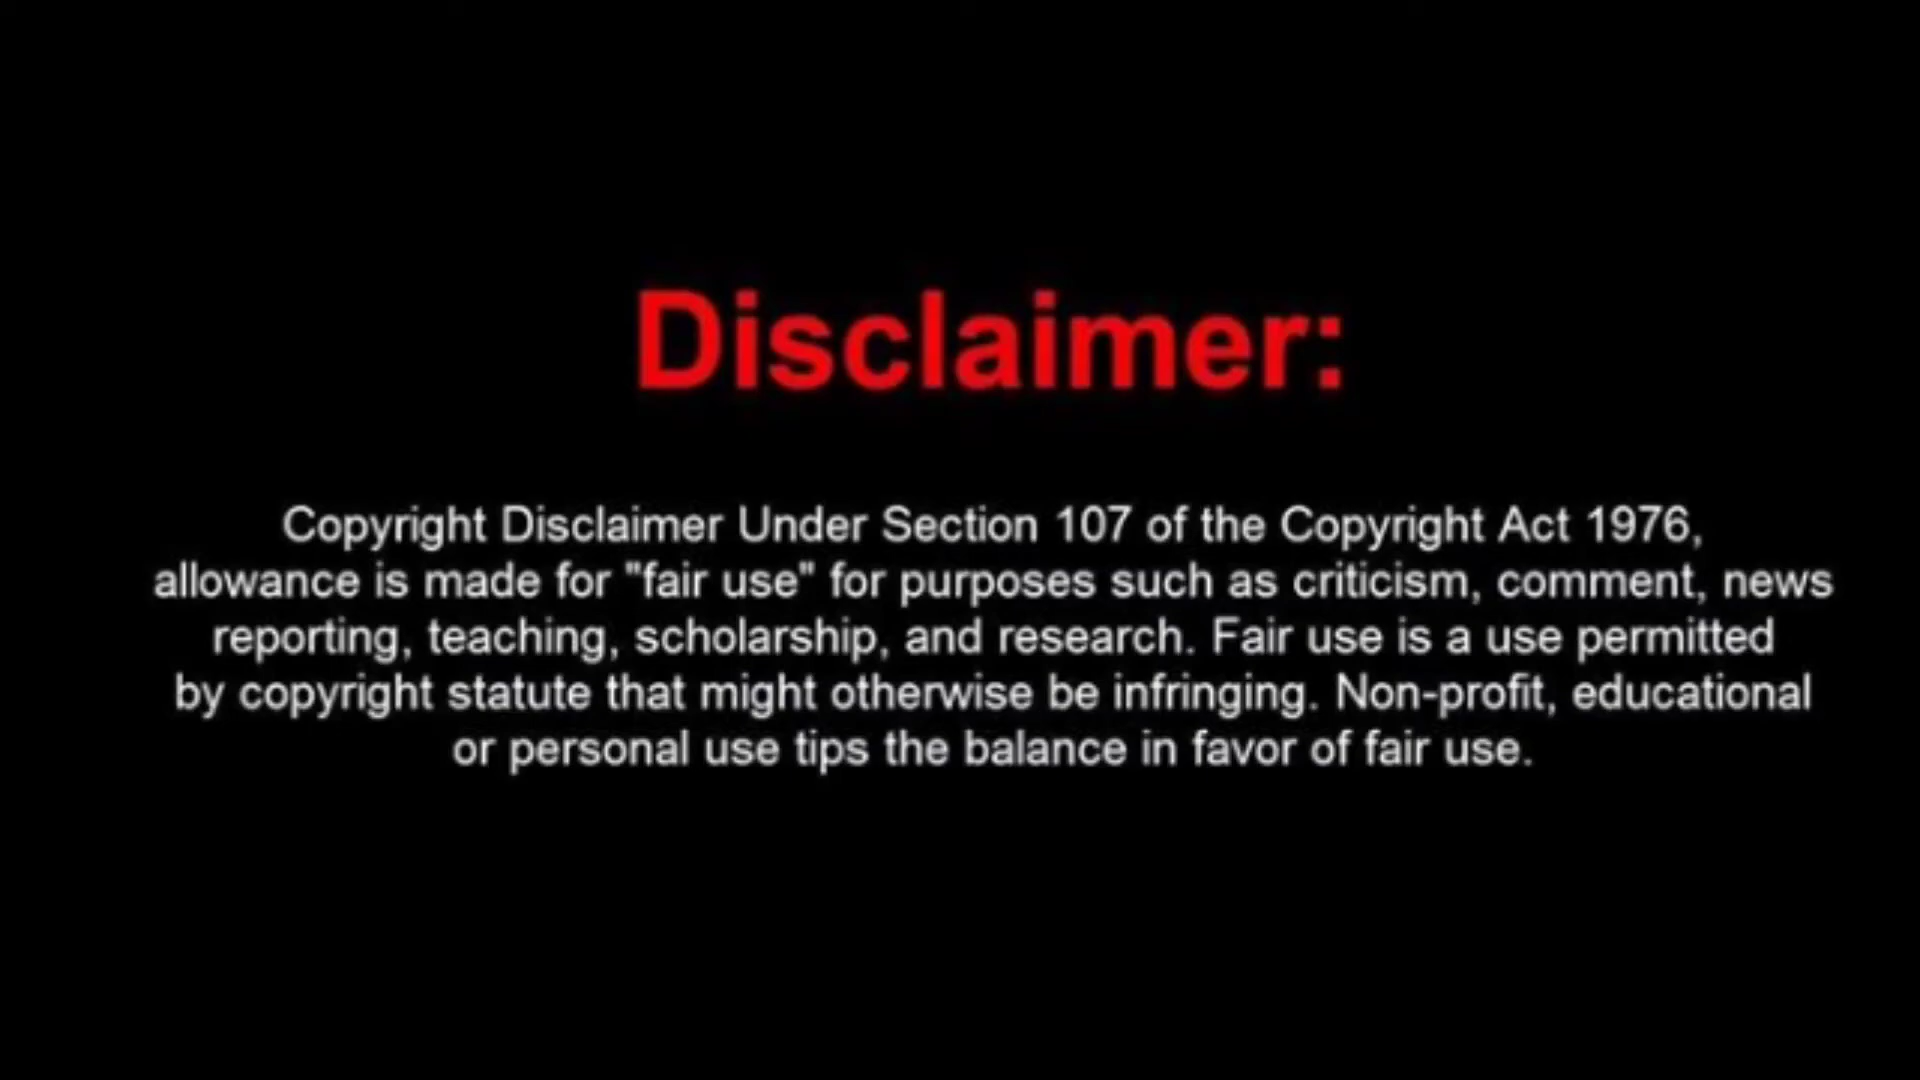 Disclaimer:
Copyright Disclaimer Under Section 107 of the Copyright Act 1976,
allowance is made for "fair use" for purposes such as criticism, comment, news
reporting, teaching, scholarship, and research. Fair use is a use permitted
by copyright statute that might otherwise be infringing. Non-profit, educational
or personal use tips the balance in favor of fair use.